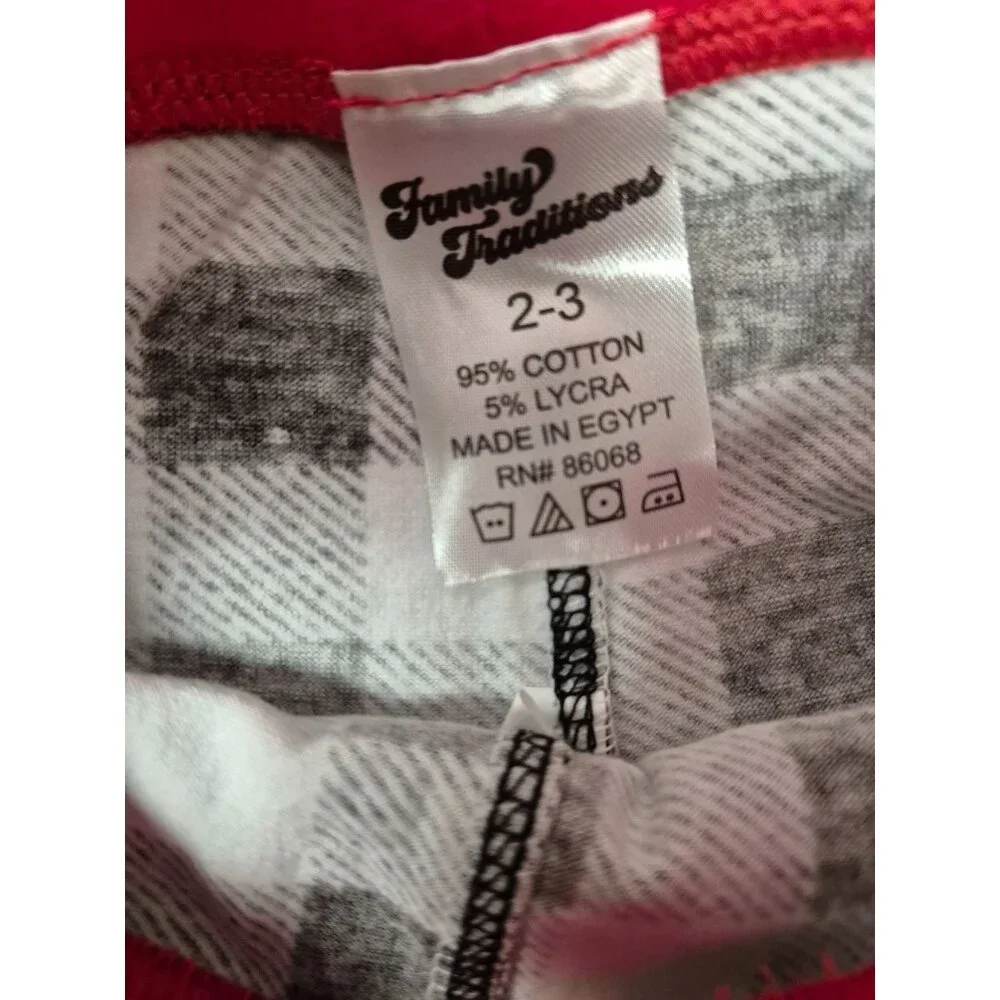 Family
Traditions
2-3
95% COTTON
5% LYCRA
MADE IN EGYPT
RN# 86068